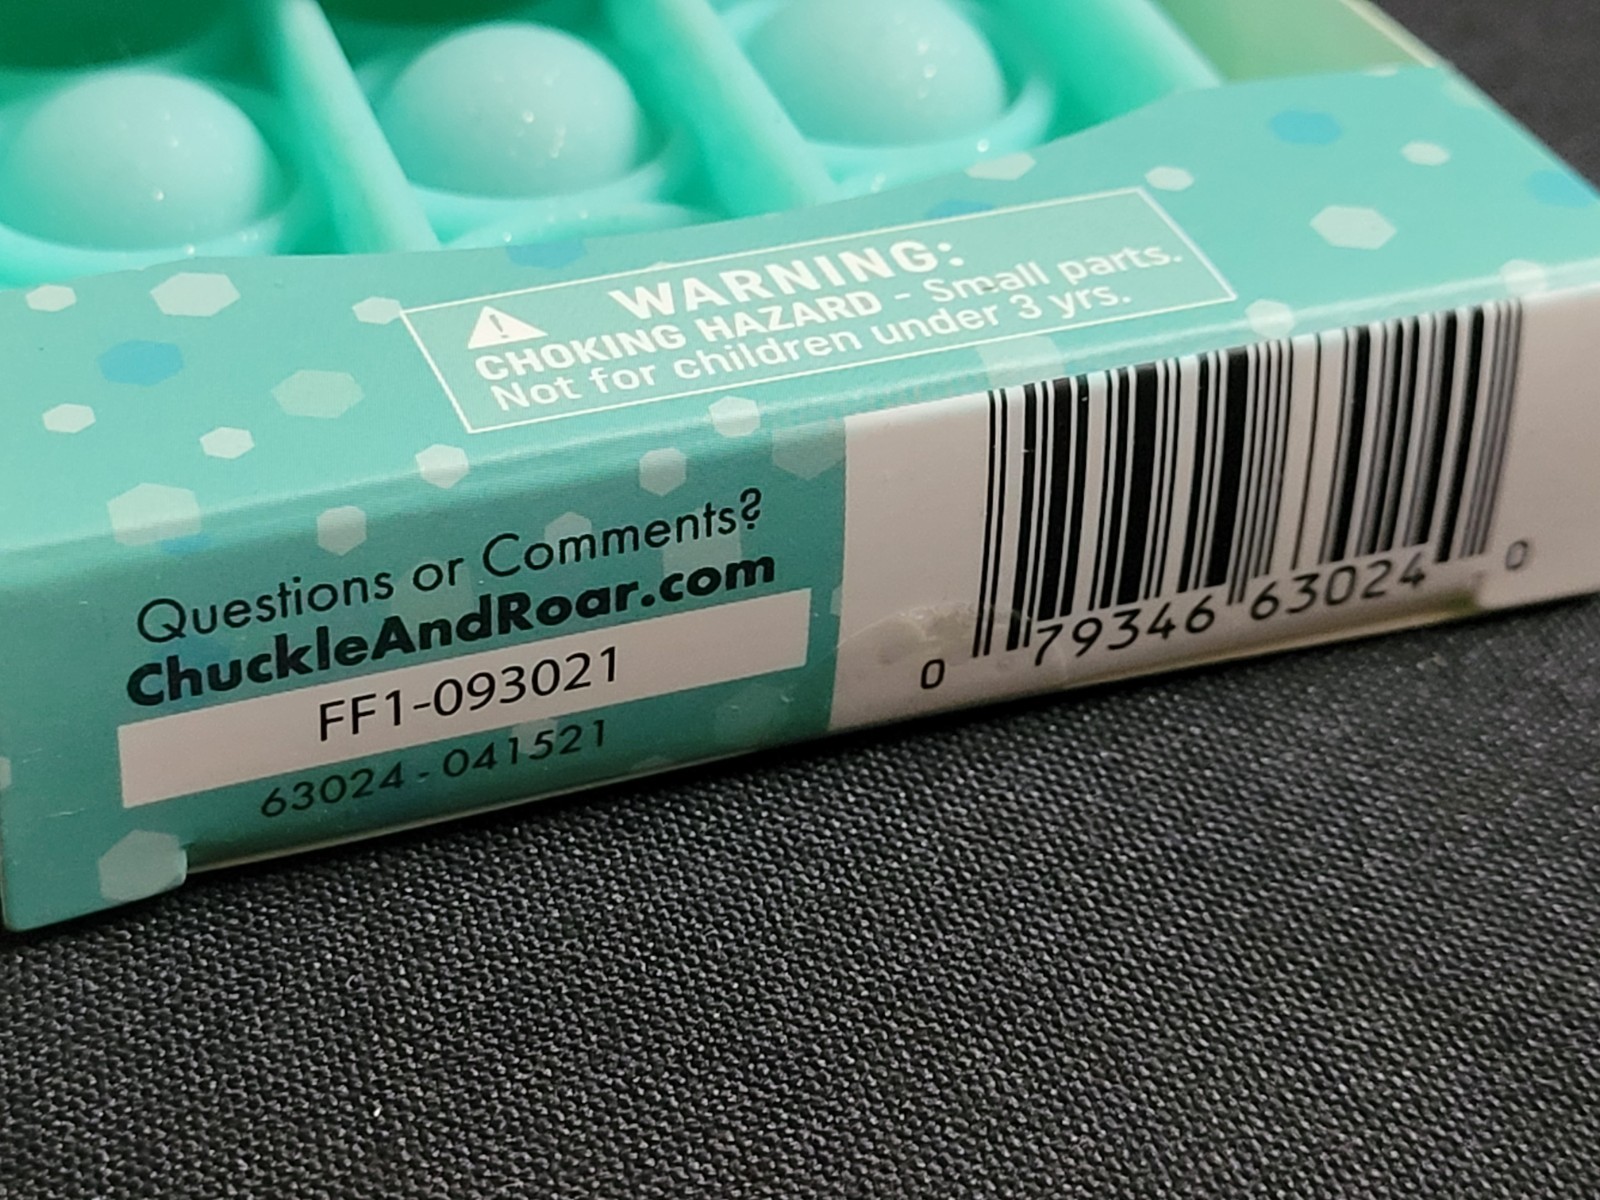 WARNING:
CHOKING HAZARD - Small parts.
Not for children under 3 yrs.
Questions or Comments?
ChuckleAndRoar.com
FF1-093021
63024 - 041521
0 79346 63024 0